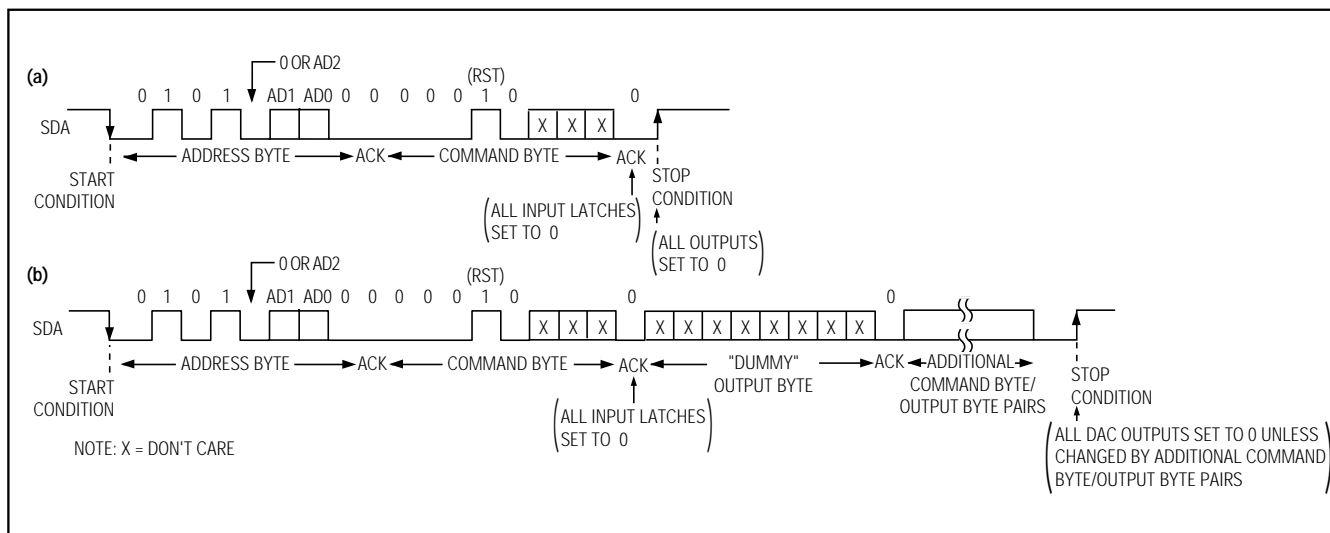 (a)
0 OR AD2
(RST)
0 1 0 1 AD1 AD0 0 0 0 0 0 1 0 0
SDA
X X X
ADDRESS BYTE ACK COMMAND BYTE ACK
START
CONDITION
STOP
CONDITION
(ALL INPUT LATCHES
SET TO 0)
(ALL OUTPUTS
SET TO 0)
(b)
0 OR AD2
(RST)
0 1 0 1 AD1 AD0 0 0 0 0 0 1 0 0 0
SDA
X X X X X X X X X X X
ADDRESS BYTE ACK COMMAND BYTE ACK "DUMMY"
OUTPUT BYTE
ACK ADDITIONAL
COMMAND BYTE/
OUTPUT BYTE PAIRS
START
CONDITION
STOP
CONDITION
(ALL INPUT LATCHES
SET TO 0)
(ALL DAC OUTPUTS SET TO 0 UNLESS
CHANGED BY ADDITIONAL COMMAND
BYTE/OUTPUT BYTE PAIRS)
NOTE: X = DON'T CARE